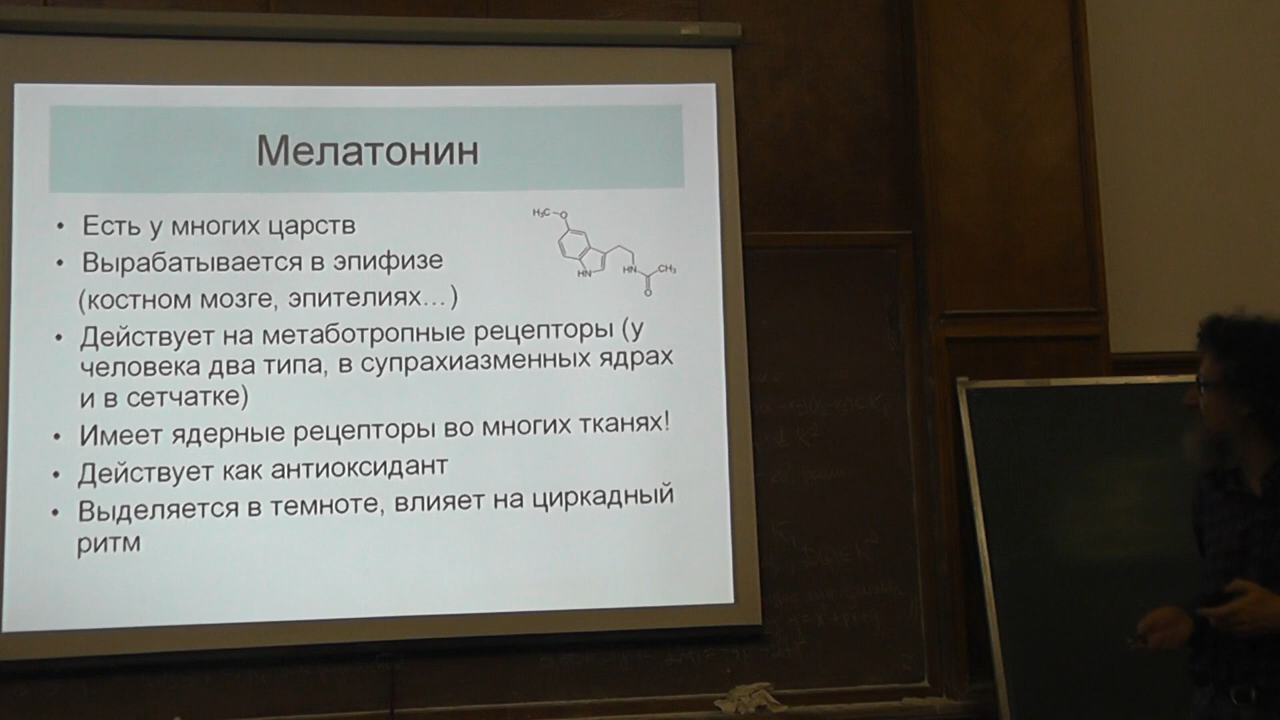 Мелатонин
• Есть у многих царств
• Вырабатывается в эпифизе
(костном мозге, эпителиях…)
• Действует на метаботропные рецепторы (у
человека два типа, в супрахиазменных ядрах
и в сетчатке)
• Имеет ядерные рецепторы во многих тканях!
• Действует как антиоксидант
• Выделяется в темноте, влияет на циркадный
ритм
H₃C O
HN
HN CH₃
O